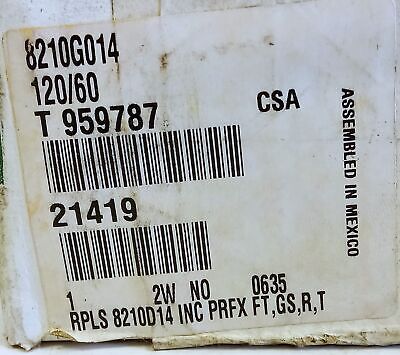 8210G014
120/60
T 959787
CSA
21419
1 2W NO 0635
RPLS 8210D14 INC PRFX FT,GS,R,T
ASSEMBLED IN MEXICO